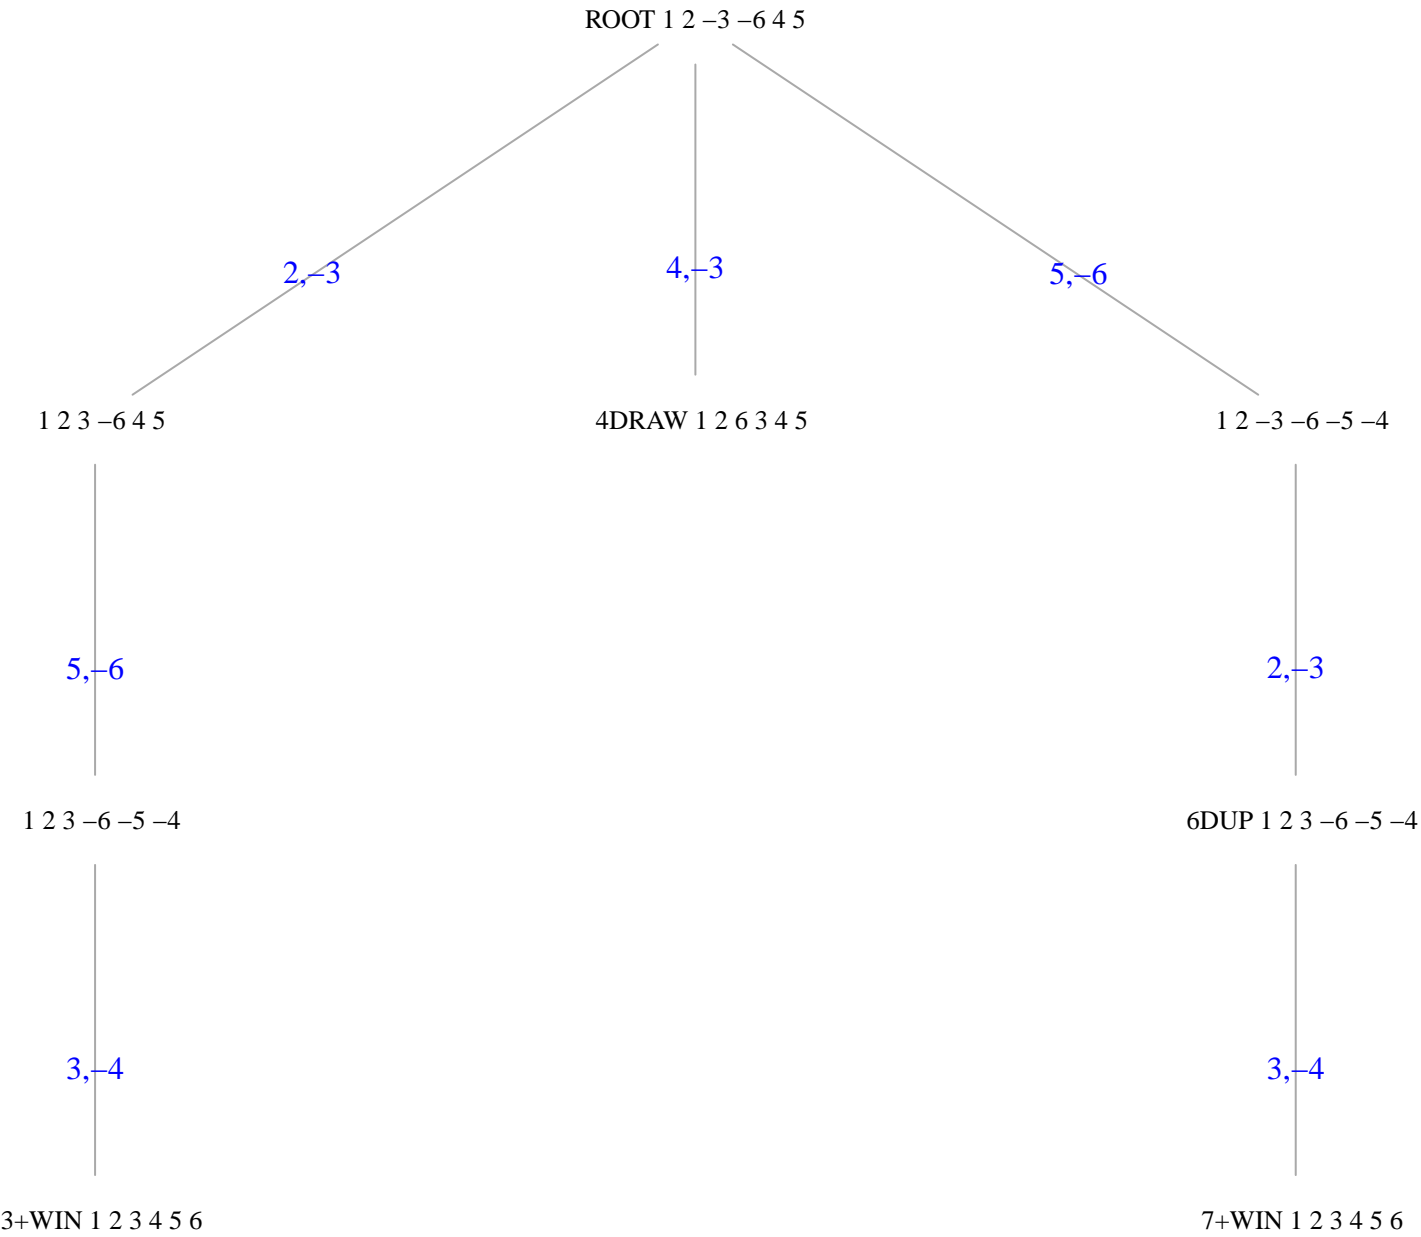 ROOT 1 2 –3 –6 4 5
2,–3
4,–3
5,–6
1 2 3 –6 4 5
4DRAW 1 2 6 3 4 5
1 2 –3 –6 –5 –4
5,–6
2,–3
1 2 3 –6 –5 –4
6DUP 1 2 3 –6 –5 –4
3,–4
3,–4
3+WIN 1 2 3 4 5 6
7+WIN 1 2 3 4 5 6